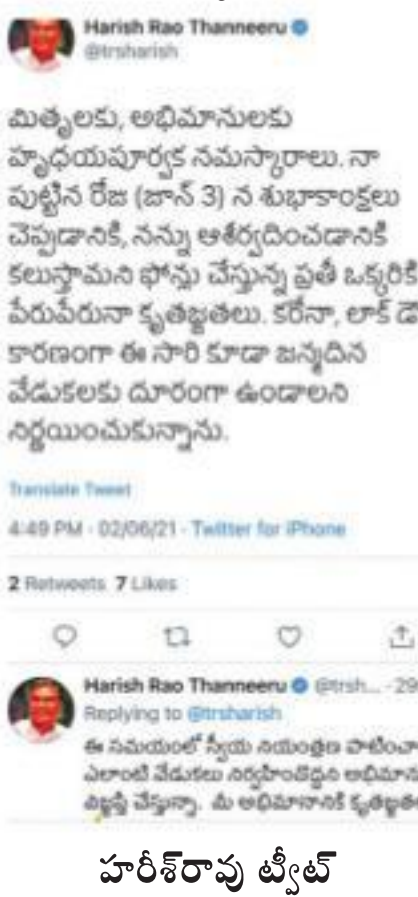 Harish Rao Thanneeru
@trsharish
మిత్రులకు, అభిమానులకు
హృధయపూర్వక నమస్కారాలు. నా
పుట్టిన రోజు (జూన్ 3) న శుభాకాంక్షలు
చెప్పడానికి, నన్ను ఆశీర్వదించడానికి
కలుస్తామని ఫోన్లు చేస్తున్న ప్రతీ ఒక్కరికీ
పేరుపేరునా కృతజ్ఞతలు. కరోనా, లాక్ డౌ
కారణంగా ఈ సారి కూడా జన్మదిన
వేడుకలకు దూరంగా ఉండాలని
నిర్ణయించుకున్నాను.
Translate Tweet
4:49 PM · 02/06/21 · Twitter for iPhone
2 Retweets 7 Likes
Harish Rao Thanneeru @trsh... · 29
Replying to @trsharish
ఈ సమయంలో స్వీయ నియంత్రణ పాటించా
ఎలాంటి వేడుకలు నిర్వహించొద్దని అభిమాన
విజ్ఞప్తి చేస్తున్నా. మీ అభిమానానికి కృతజ్ఞత
హరీశ్‌రావు ట్వీట్